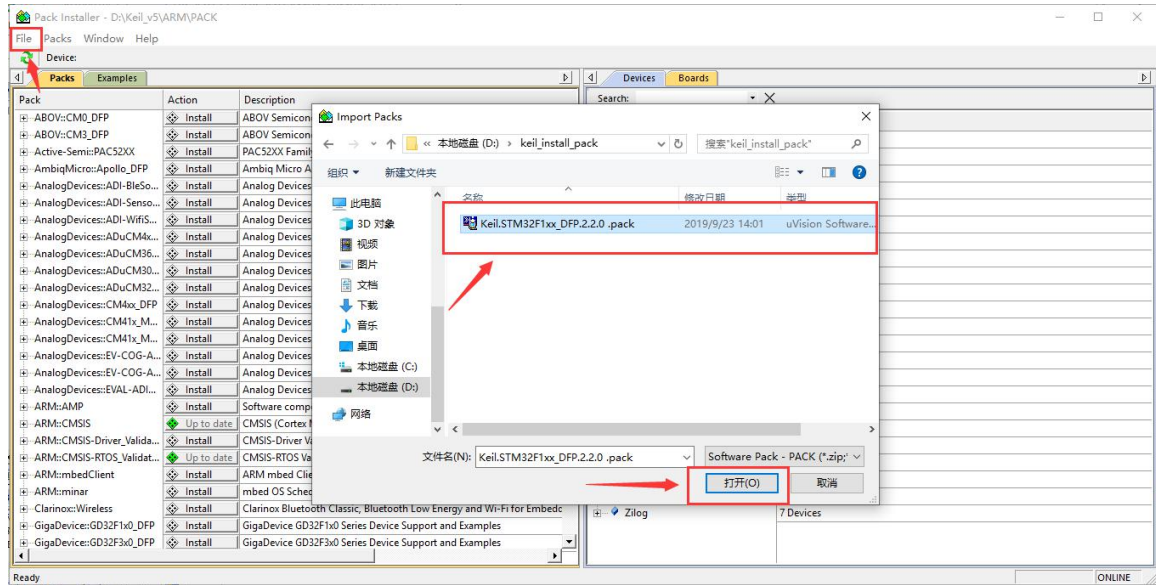 Pack Installer - D:\Keil_v5\ARM\PACK
File Packs Window Help
Device:
Packs Examples
Pack Action Description
ABOV::CM0_DFP Install ABOV Semicon
ABOV::CM3_DFP Install ABOV Semicon
Active-Semi::PAC52XX Install PAC52XX Famil
AmbiqMicro::Apollo_DFP Install Ambiq Micro A
AnalogDevices::ADI-BleSo... Install Analog Devices
AnalogDevices::ADI-Senso... Install Analog Devices
AnalogDevices::ADI-WifiS... Install Analog Devices
AnalogDevices::ADuCM4x... Install Analog Devices
AnalogDevices::ADuCM36... Install Analog Devices
AnalogDevices::ADuCM30... Install Analog Devices
AnalogDevices::ADuCM32... Install Analog Devices
AnalogDevices::CM4xx_DFP Install Analog Devices
AnalogDevices::CM41x_M... Install Analog Devices
AnalogDevices::CM41x_M... Install Analog Devices
AnalogDevices::EV-COG-A... Install Analog Devices
AnalogDevices::EV-COG-A... Install Analog Devices
AnalogDevices::EVAL-ADI... Install Analog Devices
ARM::AMP Install Software comp
ARM::CMSIS Up to date CMSIS (Cortex
ARM::CMSIS-Driver_Valida... Install CMSIS-Driver Va
ARM::CMSIS-RTOS_Validat... Up to date CMSIS-RTOS Va
ARM::mbedClient Install ARM mbed Clie
ARM::minar Install mbed OS Sched
Clarinox::Wireless Install Clarinox Bluetooth Classic, Bluetooth Low Energy and Wi-Fi for Embedd
GigaDevice::GD32F1x0_DFP Install GigaDevice GD32F1x0 Series Device Support and Examples
GigaDevice::GD32F3x0_DFP Install GigaDevice GD32F3x0 Series Device Support and Examples
Devices Boards
Search:
Zilog 7 Devices
Import Packs
« 本地磁盘 (D:) › keil_install_pack
搜索"keil_install_pack"
组织 新建文件夹
此电脑
3D 对象
视频
图片
文档
下载
音乐
桌面
本地磁盘 (C:)
本地磁盘 (D:)
网络
名称 修改日期 类型
Keil.STM32F1xx_DFP.2.2.0 .pack 2019/9/23 14:01 uVision Software...
文件名(N): Keil.STM32F1xx_DFP.2.2.0 .pack Software Pack - PACK (*.zip;'
打开(O) 取消
Ready ONLINE